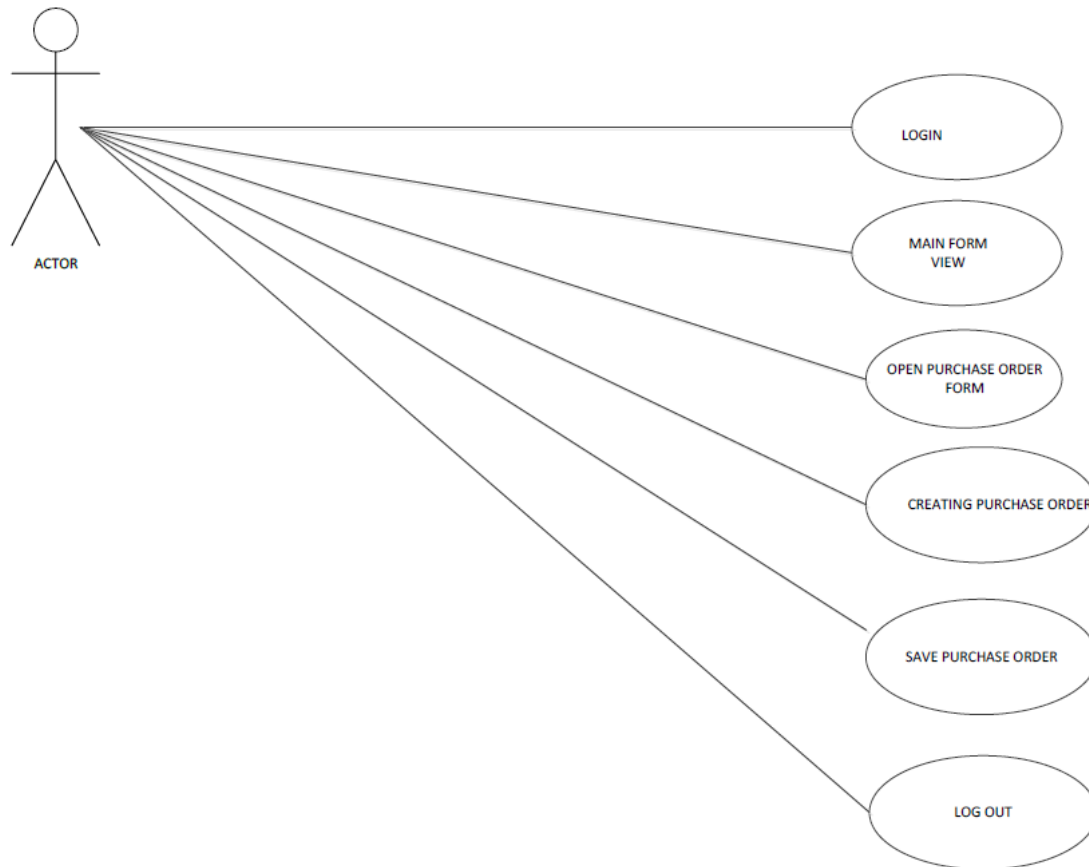 LOGIN
MAIN FORM
VIEW
ACTOR
OPEN PURCHASE ORDER
FORM
CREATING PURCHASE ORDER
SAVE PURCHASE ORDER
LOG OUT